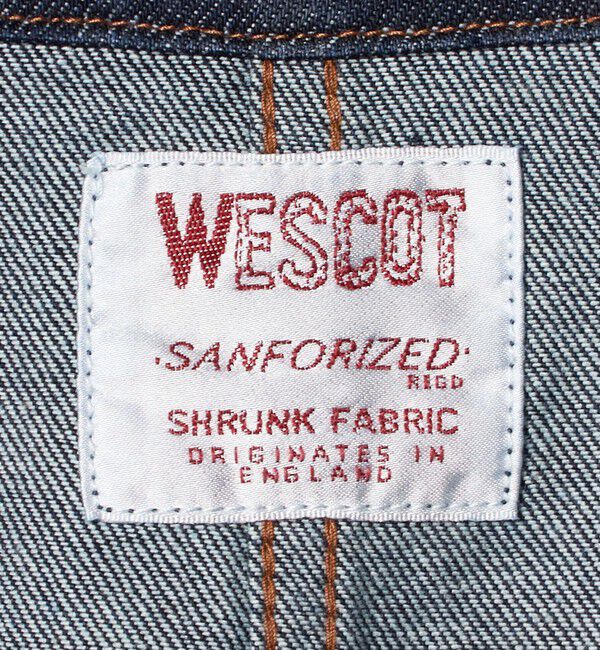 WESCOT
·SANFORIZED·
REGD
SHRUNK FABRIC
ORIGINATES IN
ENGLAND